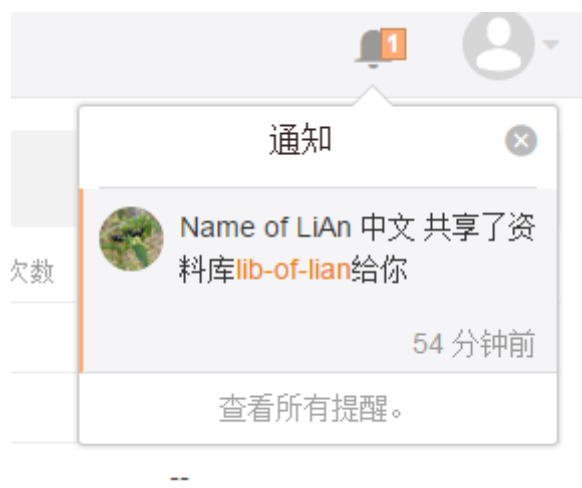 1
通知
Name of LiAn 中文 共享了资
料库lib-of-lian给你
次数
54 分钟前
查看所有提醒。
--